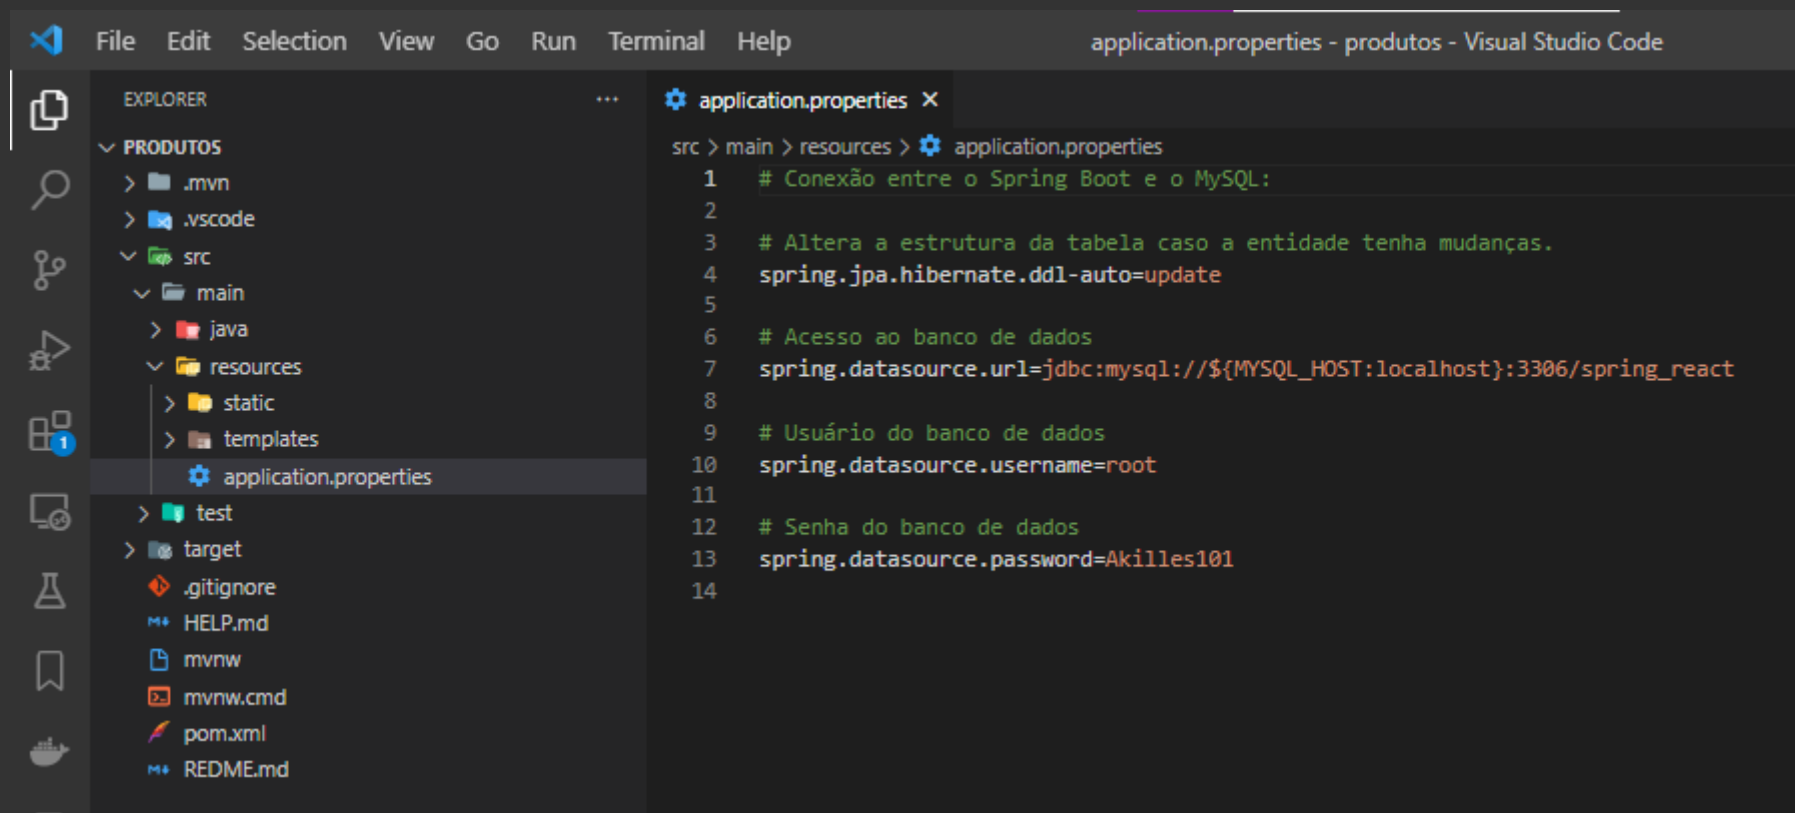 File Edit Selection View Go Run Terminal Help
application.properties - produtos - Visual Studio Code
EXPLORER
PRODUTOS
.mvn
.vscode
src
main
java
resources
static
templates
application.properties
test
target
.gitignore
HELP.md
mvnw
mvnw.cmd
pom.xml
REDME.md
1
application.properties
src > main > resources > application.properties
1 # Conexão entre o Spring Boot e o MySQL:
2
3 # Altera a estrutura da tabela caso a entidade tenha mudanças.
4 spring.jpa.hibernate.ddl-auto=update
5
6 # Acesso ao banco de dados
7 spring.datasource.url=jdbc:mysql://${MYSQL_HOST:localhost}:3306/spring_react
8
9 # Usuário do banco de dados
10 spring.datasource.username=root
11
12 # Senha do banco de dados
13 spring.datasource.password=Akilles101
14